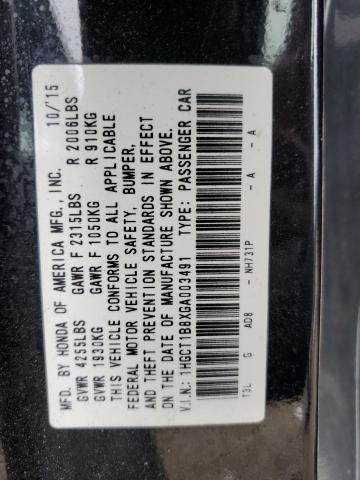 MFD. BY HONDA OF AMERICA MFG., INC. 10/15
GVWR 4255LBS GAWR F 2315LBS R 2006LBS
GVWR 1930KG GAWR F 1050KG R 910KG
THIS VEHICLE CONFORMS TO ALL APPLICABLE
FEDERAL MOTOR VEHICLE SAFETY, BUMPER,
AND THEFT PREVENTION STANDARDS IN EFFECT
ON THE DATE OF MANUFACTURE SHOWN ABOVE.
V.I.N.: 1HGCT1B8XGA003491 TYPE: PASSENGER CAR
T3L G AD8 - NH731P - A - A